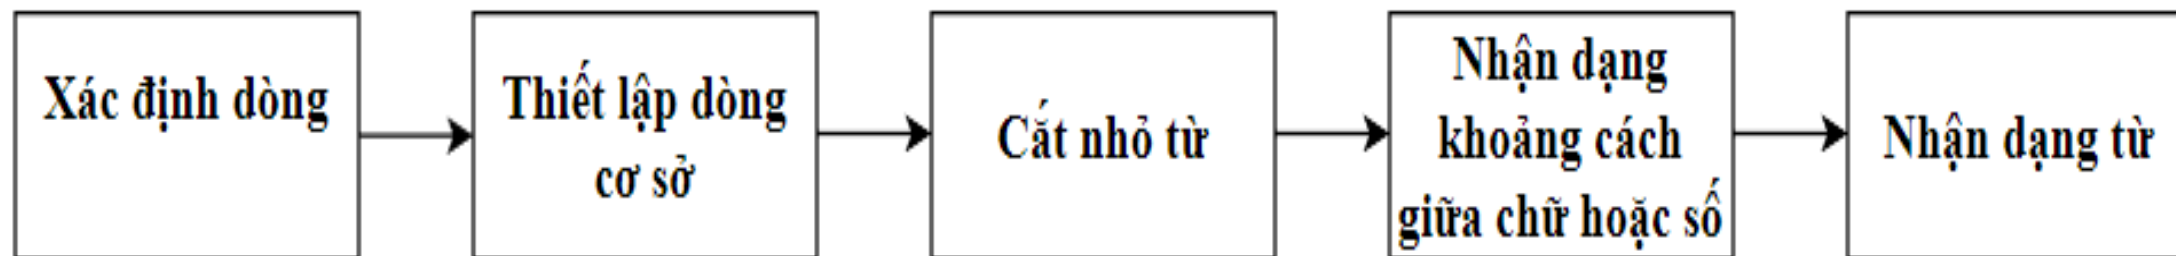 Xác định dòng
Thiết lập dòng
cơ sở
Cắt nhỏ từ
Nhận dạng
khoảng cách
giữa chữ hoặc số
Nhận dạng từ